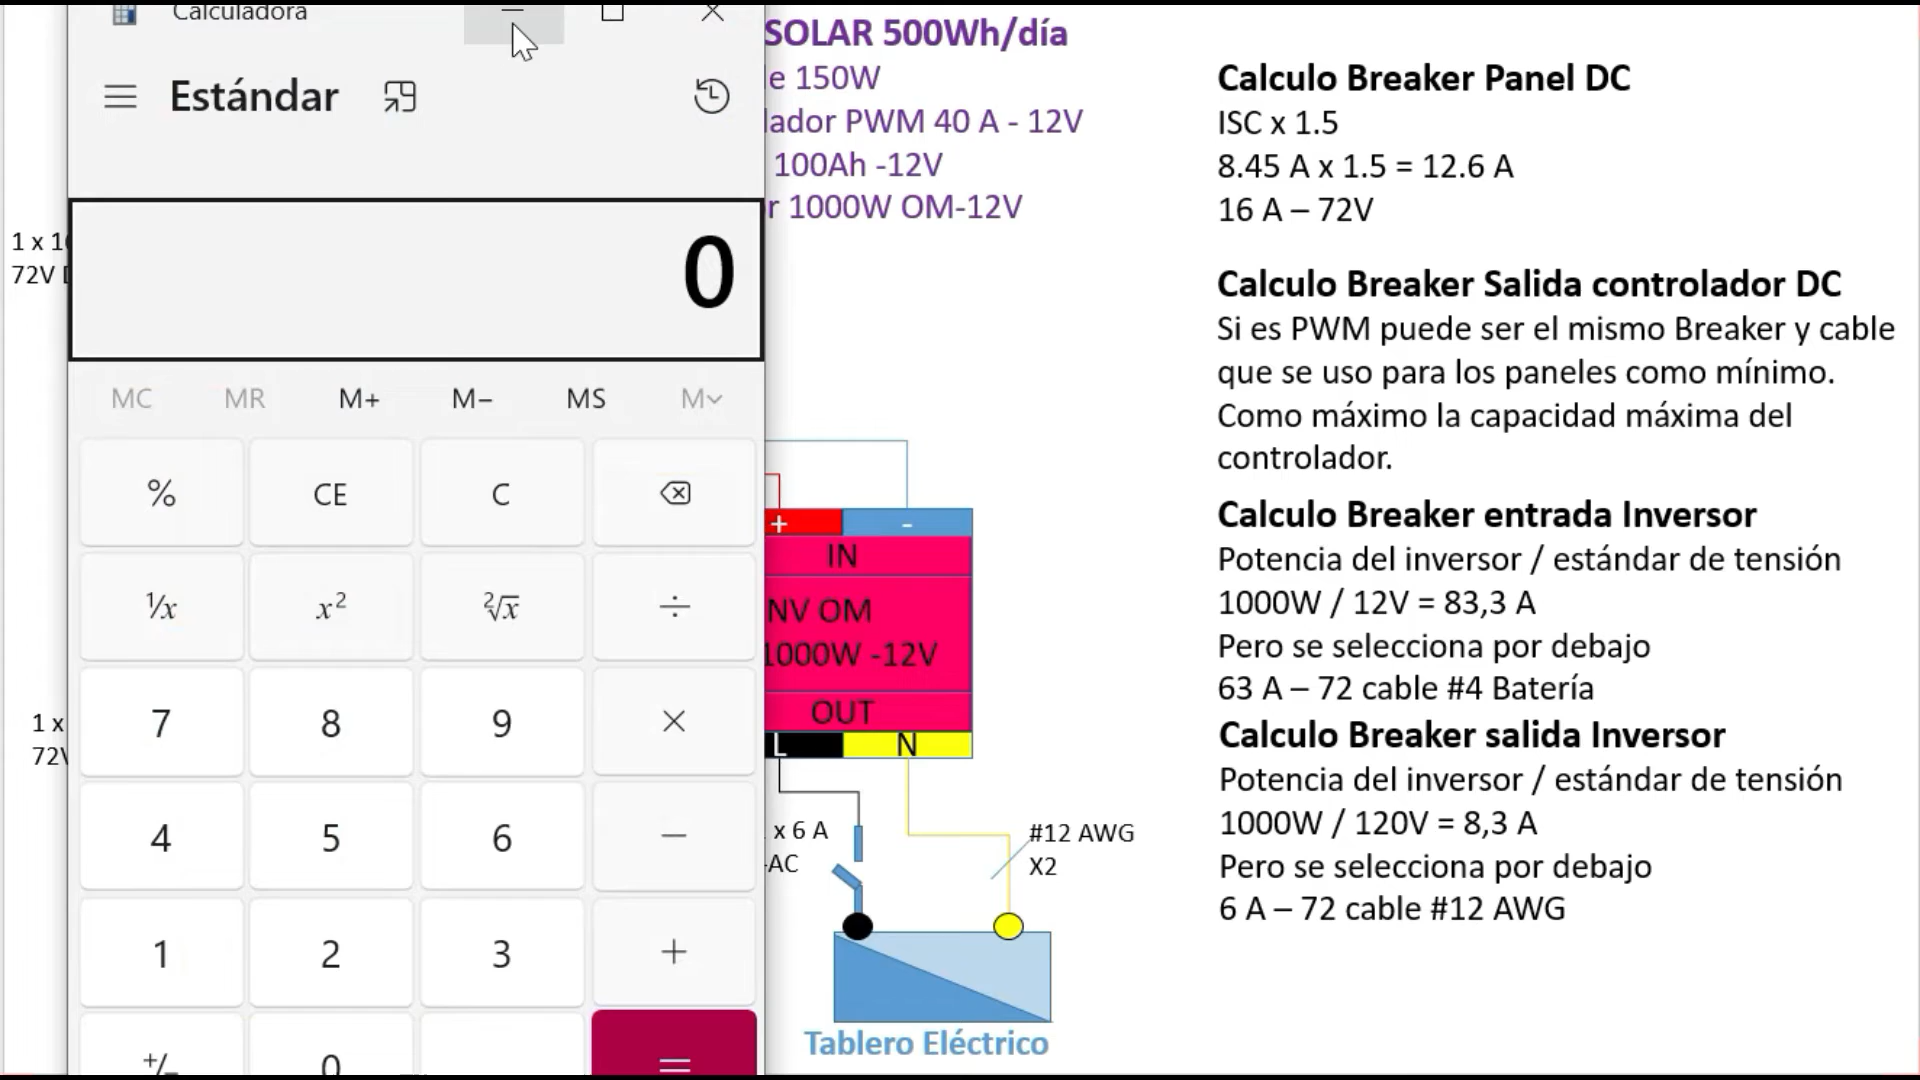 Calculadora
Estándar
0
MC MR M+ M− MS M
% CE C
¹/x x² ²√x ÷
7 8 9 ×
4 5 6 −
1 2 3 +
+/− 0 =
SOLAR 500Wh/día
e 150W
lador PWM 40 A - 12V
100Ah -12V
r 1000W OM-12V
1 x 1
72V
1 x
72V
+ -
IN
NV OM
1000W -12V
OUT
L N
x 6 A
-AC
#12 AWG
X2
Tablero Eléctrico
Calculo Breaker Panel DC
ISC x 1.5
8.45 A x 1.5 = 12.6 A
16 A – 72V
Calculo Breaker Salida controlador DC
Si es PWM puede ser el mismo Breaker y cable
que se uso para los paneles como mínimo.
Como máximo la capacidad máxima del
controlador.
Calculo Breaker entrada Inversor
Potencia del inversor / estándar de tensión
1000W / 12V = 83,3 A
Pero se selecciona por debajo
63 A – 72 cable #4 Batería
Calculo Breaker salida Inversor
Potencia del inversor / estándar de tensión
1000W / 120V = 8,3 A
Pero se selecciona por debajo
6 A – 72 cable #12 AWG